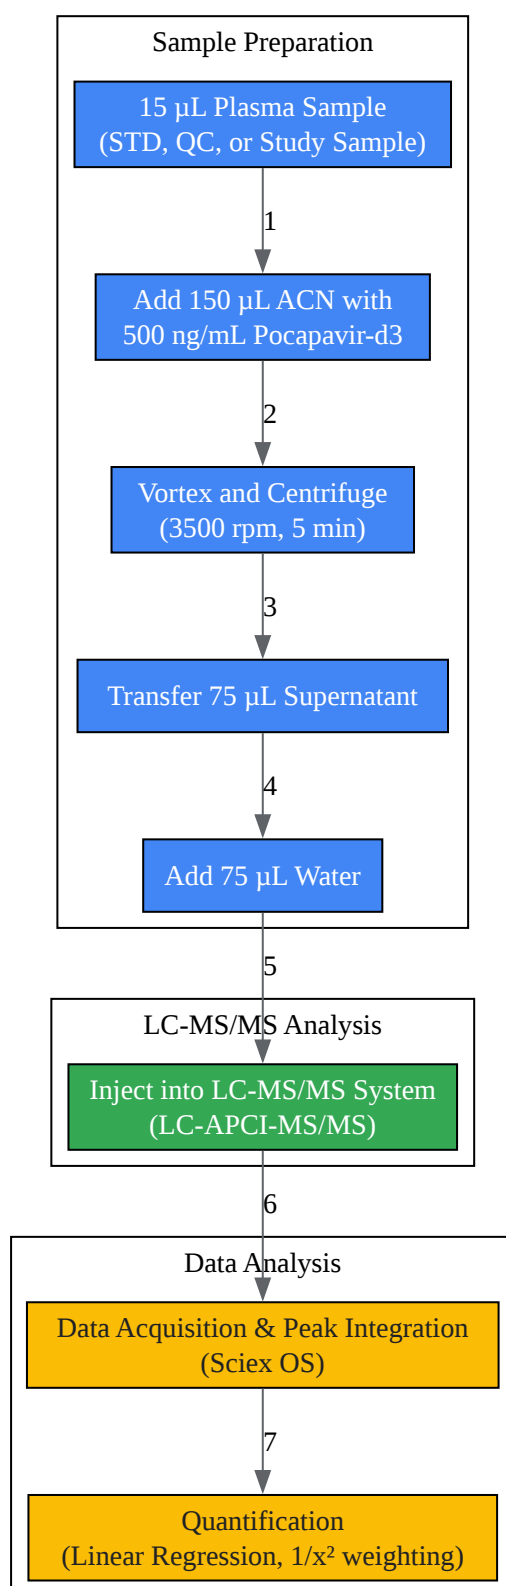 Sample Preparation
15 µL Plasma Sample
(STD, QC, or Study Sample)
1
Add 150 µL ACN with
500 ng/mL Pocapavir-d3
2
Vortex and Centrifuge
(3500 rpm, 5 min)
3
Transfer 75 µL Supernatant
4
Add 75 µL Water
5
LC-MS/MS Analysis
Inject into LC-MS/MS System
(LC-APCI-MS/MS)
6
Data Analysis
Data Acquisition & Peak Integration
(Sciex OS)
7
Quantification
(Linear Regression, 1/x² weighting)